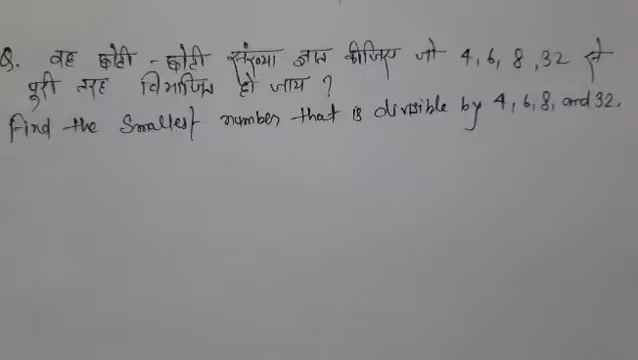 Q. वह छोटी - छोटी संख्या ज्ञात कीजिए जो 4, 6, 8, 32 से
पुरी तरह विभाजित हो जाय ?
Find the smallest number that is divisible by 4, 6, 8, and 32.